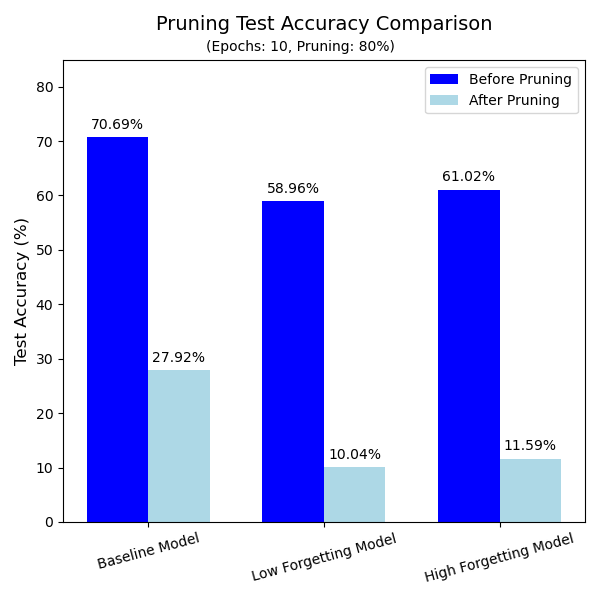 Pruning Test Accuracy Comparison
(Epochs: 10, Pruning: 80%)
Before Pruning
After Pruning
Test Accuracy (%)
80
70
60
50
40
30
20
10
0
70.69%
27.92%
58.96%
10.04%
61.02%
11.59%
Baseline Model
Low Forgetting Model
High Forgetting Model